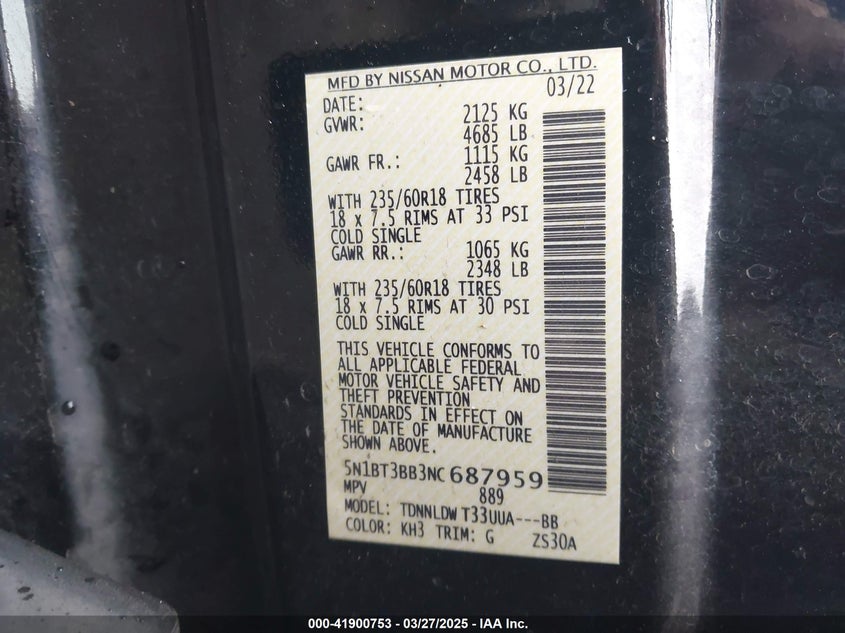 MFD BY NISSAN MOTOR CO., LTD.
DATE: 03/22
GVWR: 2125 KG
4685 LB
GAWR FR.: 1115 KG
2458 LB
WITH 235/60R18 TIRES
18 x 7.5 RIMS AT 33 PSI
COLD SINGLE
GAWR RR.: 1065 KG
2348 LB
WITH 235/60R18 TIRES
18 x 7.5 RIMS AT 30 PSI
COLD SINGLE
THIS VEHICLE CONFORMS TO
ALL APPLICABLE FEDERAL
MOTOR VEHICLE SAFETY AND
THEFT PREVENTION
STANDARDS IN EFFECT ON
THE DATE OF MANUFACTURE
SHOWN ABOVE.
5N1BT3BB3NC687959
MPV 889
MODEL: TDNNLDW T33UUA---BB
COLOR: KH3 TRIM: G ZS30A
000-41900753 — 03/27/2025 — IAA Inc.